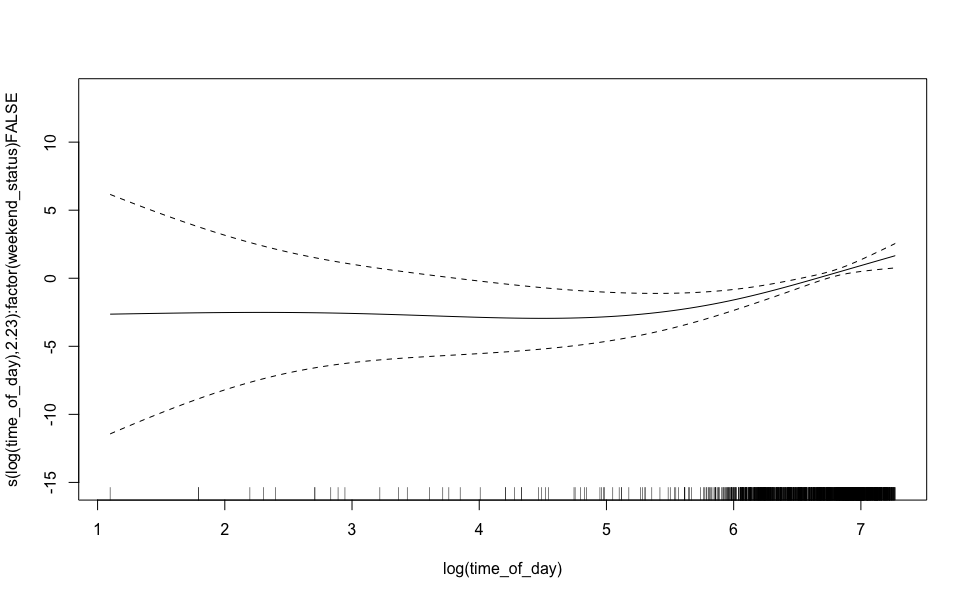 s(log(time_of_day),2.23):factor(weekend_status)FALSE
10
5
0
-5
-10
-15
1 2 3 4 5 6 7
log(time_of_day)